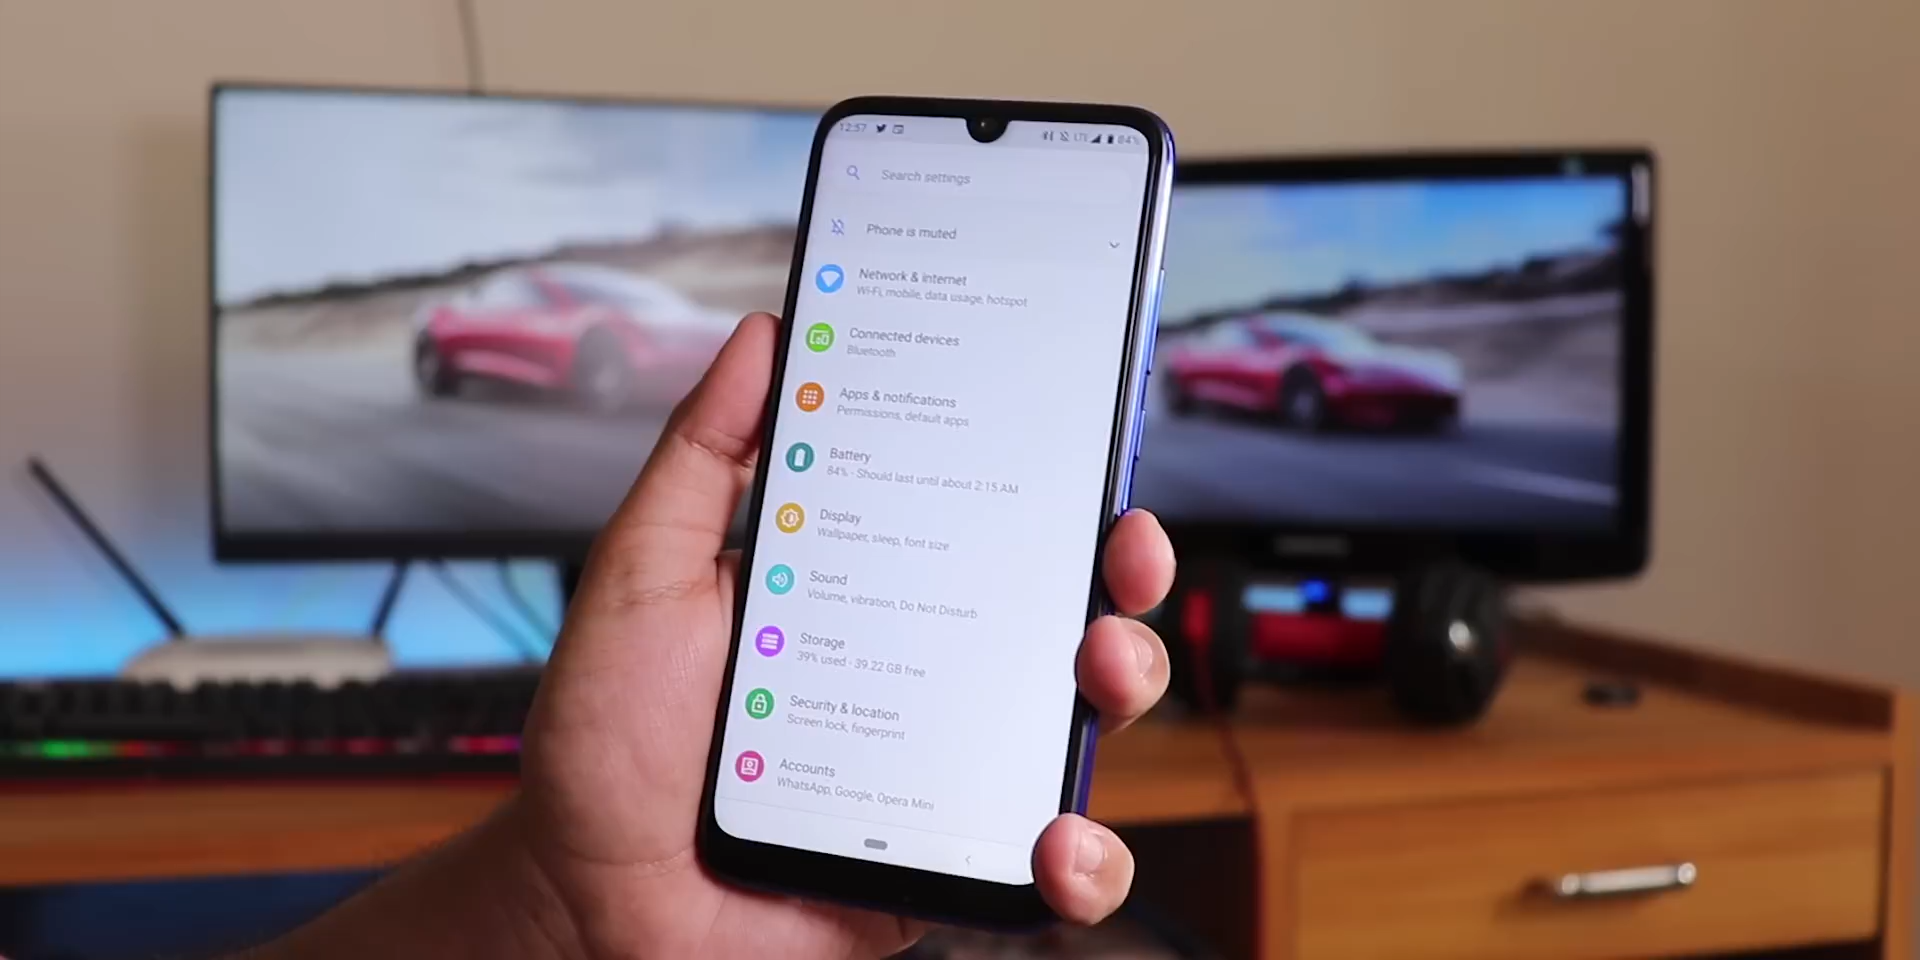 12:57 LTE 84%
Search settings
Phone is muted
Network & internet
Wi-Fi, mobile, data usage, hotspot
Connected devices
Bluetooth
Apps & notifications
Permissions, default apps
Battery
84% - Should last until about 2:15 AM
Display
Wallpaper, sleep, font size
Sound
Volume, vibration, Do Not Disturb
Storage
39% used - 39.22 GB free
Security & location
Screen lock, fingerprint
Accounts
WhatsApp, Google, Opera Mini